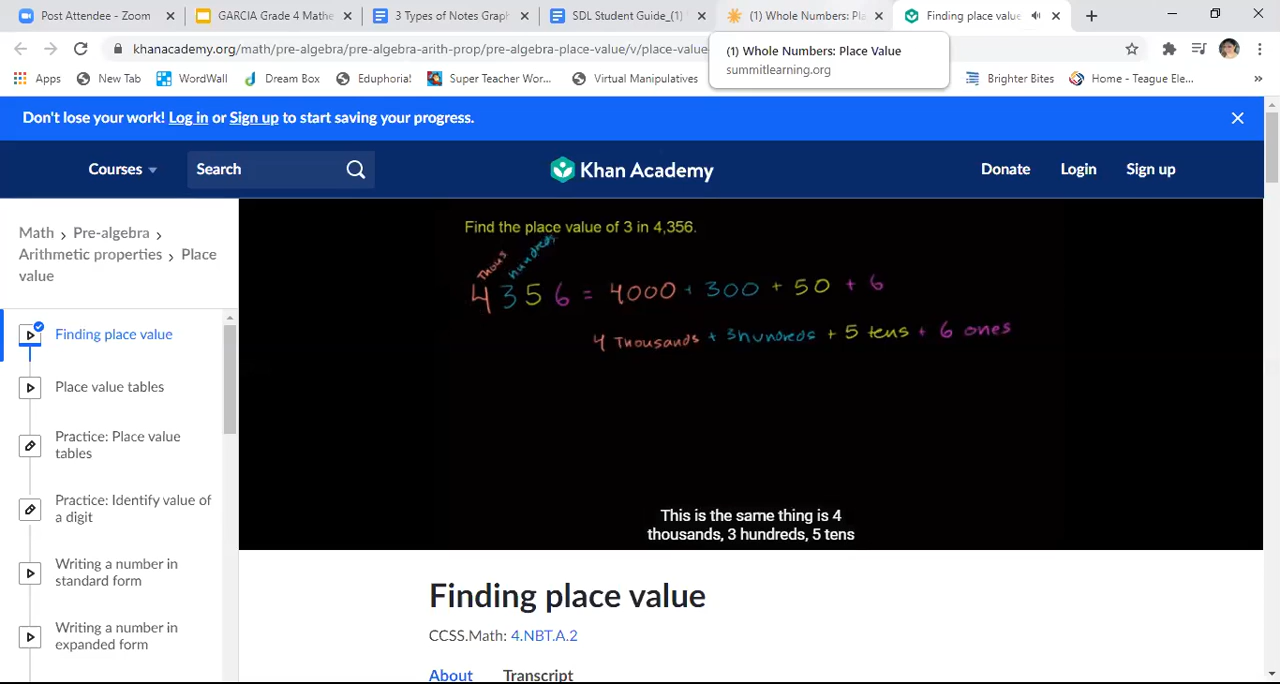 Post Attendee - Zoom
GARCIA Grade 4 Mathe
3 Types of Notes Grap
SDL Student Guide_(1)
(1) Whole Numbers: Pla
Finding place valu
khanacademy.org/math/pre-algebra/pre-algebra-arith-prop/pre-algebra-place-value/v/place-value
(1) Whole Numbers: Place Value
summitlearning.org
Apps
New Tab
WordWall
Dream Box
Eduphoria!
Super Teacher Wor...
Virtual Manipulatives
Brighter Bites
Home - Teague Ele...
»
Don't lose your work! Log in or Sign up to start saving your progress.
Courses
Search
Khan Academy
Donate
Login
Sign up
Math > Pre-algebra >
Arithmetic properties > Place
value
Finding place value
Place value tables
Practice: Place value
tables
Practice: Identify value of
a digit
Writing a number in
standard form
Writing a number in
expanded form
Find the place value of 3 in 4,356.
Thous
hundreds
4356 = 4000 + 300 + 50 + 6
4 Thousands + 3hundreds + 5 tens + 6 ones
This is the same thing is 4
thousands, 3 hundreds, 5 tens
Finding place value
CCSS.Math: 4.NBT.A.2
About
Transcript